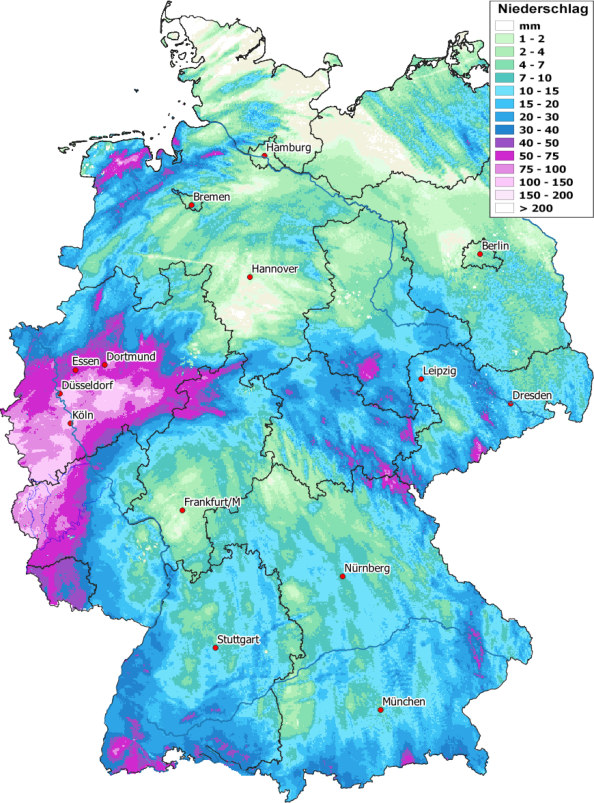 Niederschlag
mm
1 - 2
2 - 4
4 - 7
7 - 10
10 - 15
15 - 20
20 - 30
30 - 40
40 - 50
50 - 75
75 - 100
100 - 150
150 - 200
> 200
Hamburg
Bremen
Berlin
Hannover
Essen
Dortmund
Düsseldorf
Leipzig
Köln
Dresden
Frankfurt/M
Nürnberg
Stuttgart
München